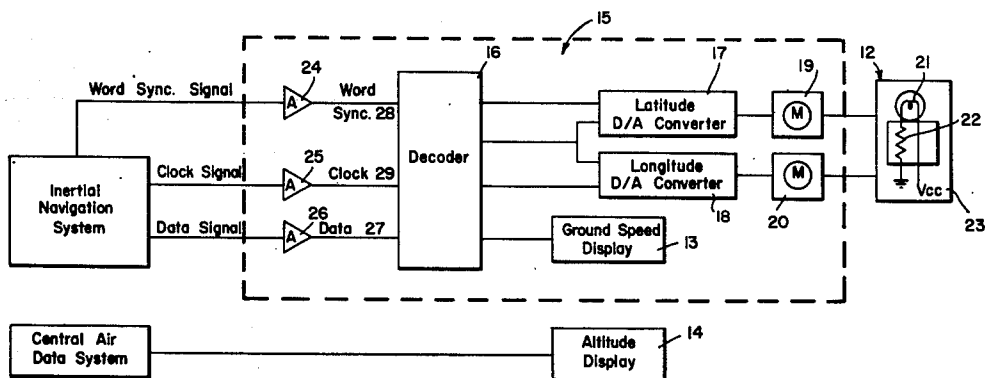 15
16
17
19
12
21
24
Word Sync. Signal
A
Word
Sync. 28
Latitude
D/A Converter
M
22
Decoder
25
Inertial
Navigation
System
Clock Signal
A
Clock 29
Longitude
D/A Converter
M
Vcc
18
20
23
26
Data Signal
A
Data 27
Ground Speed
Display
13
Central Air
Data System
Altitude
Display
14